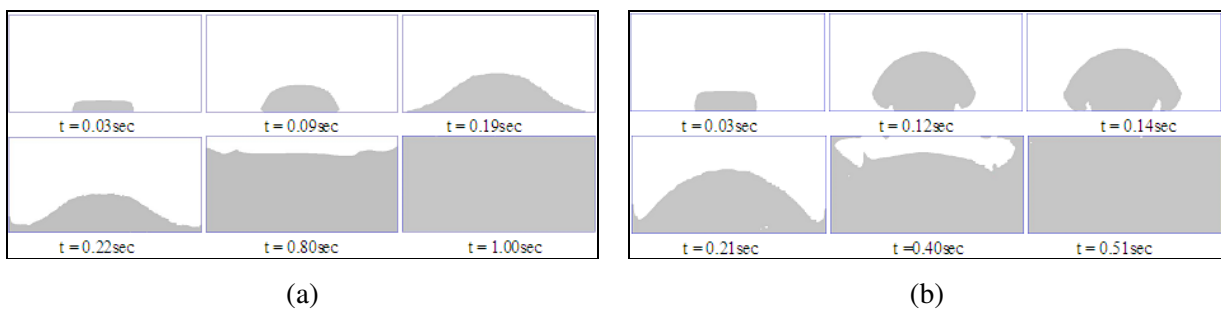 t = 0.03sec
t = 0.09sec
t = 0.19sec
t = 0.22sec
t = 0.80sec
t = 1.00sec
(a)
t = 0.03sec
t = 0.12sec
t = 0.14sec
t = 0.21sec
t =0.40sec
t = 0.51sec
(b)